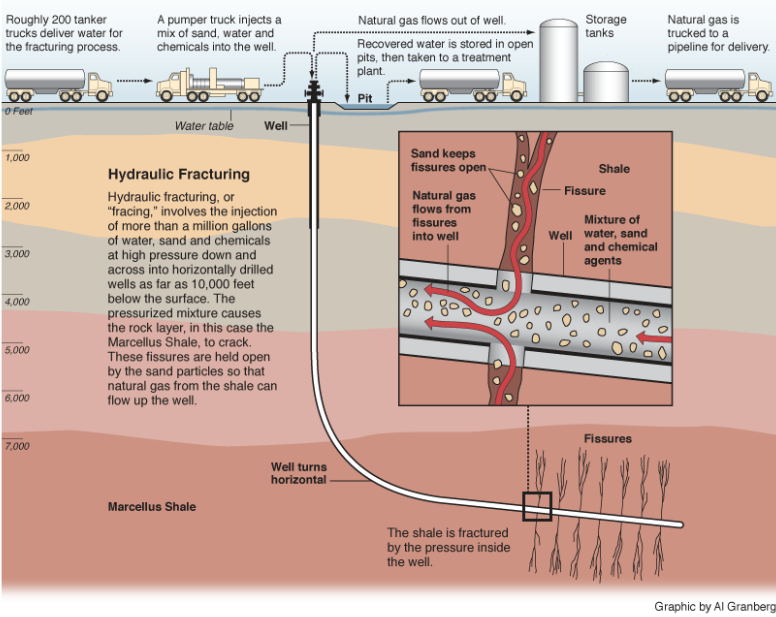 Roughly 200 tanker
trucks deliver water for
the fracturing process.
A pumper truck injects a
mix of sand, water and
chemicals into the well.
Natural gas flows out of well.
Recovered water is stored in open
pits, then taken to a treatment
plant.
Storage
tanks
Natural gas is
trucked to a
pipeline for delivery.
Pit
0 Feet
Water table
Well
1,000
2,000
3,000
4,000
5,000
6,000
7,000
Hydraulic Fracturing
Hydraulic fracturing, or
“fracing,” involves the injection
of more than a million gallons
of water, sand and chemicals
at high pressure down and
across into horizontally drilled
wells as far as 10,000 feet
below the surface. The
pressurized mixture causes
the rock layer, in this case the
Marcellus Shale, to crack.
These fissures are held open
by the sand particles so that
natural gas from the shale can
flow up the well.
Sand keeps
fissures open
Shale
Fissure
Natural gas
flows from
fissures
into well
Well
Mixture of
water, sand
and chemical
agents
Fissures
Well turns
horizontal
Marcellus Shale
The shale is fractured
by the pressure inside
the well.
Graphic by Al Granberg